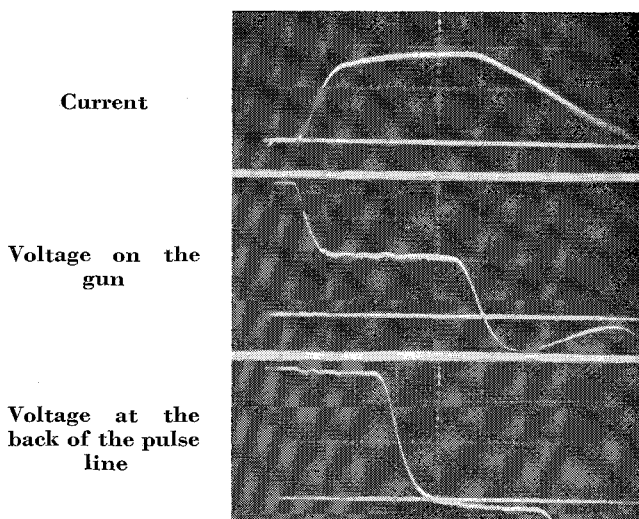 Current
Voltage on the
gun
Voltage at the
back of the pulse
line